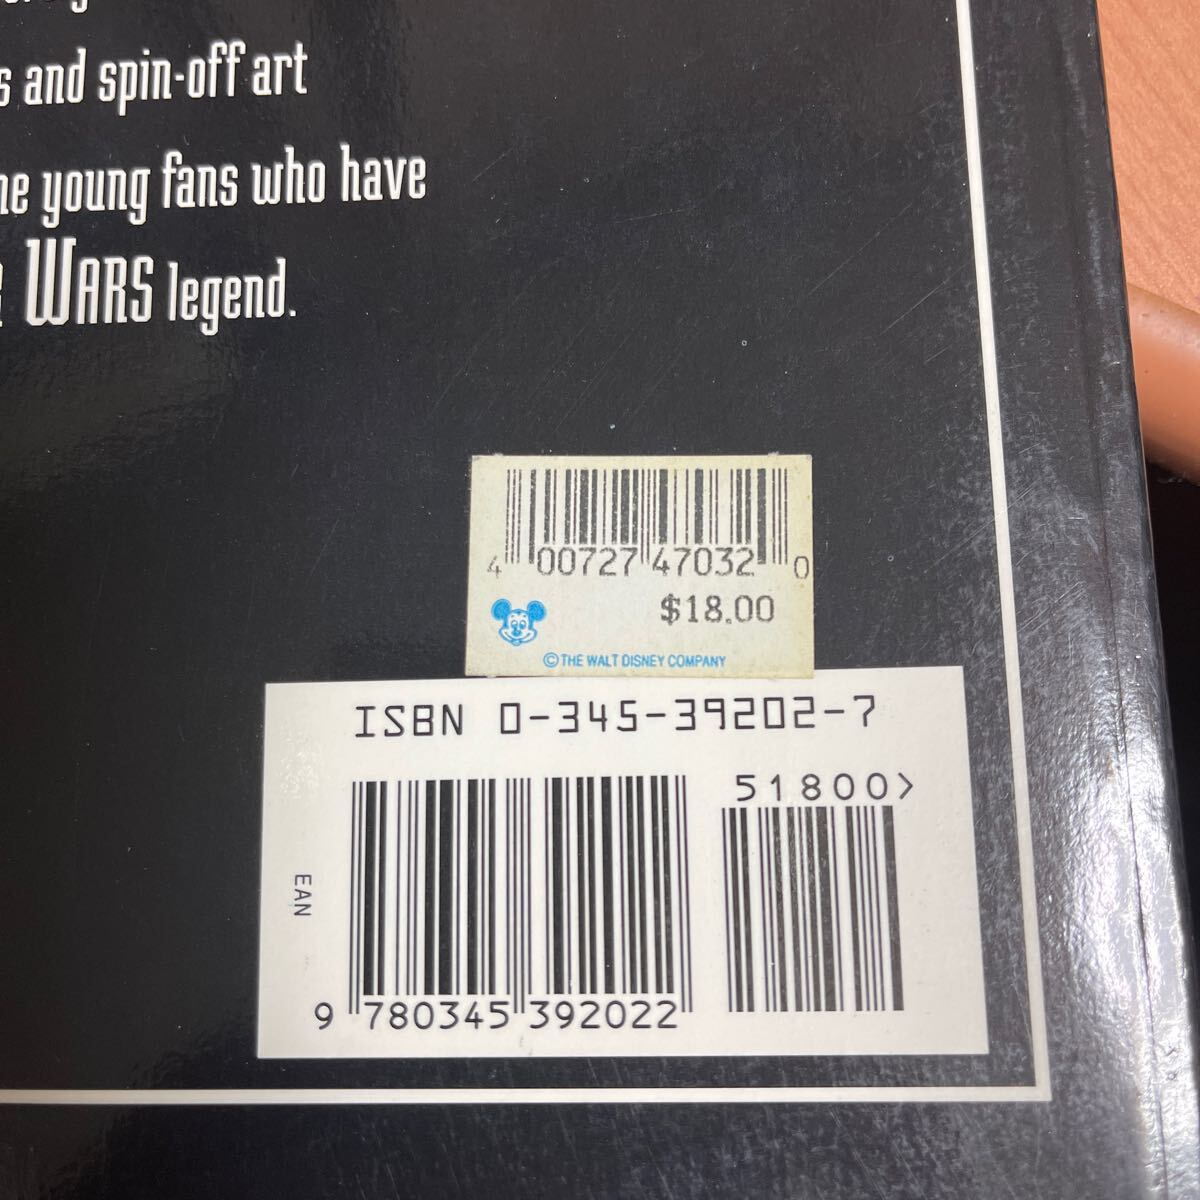 and spin-off art
young fans who have
WARS legend.
4 00727 47032 0
$18.00
© THE WALT DISNEY COMPANY
ISBN 0-345-39202-7
51800>
EAN
9 780345 392022